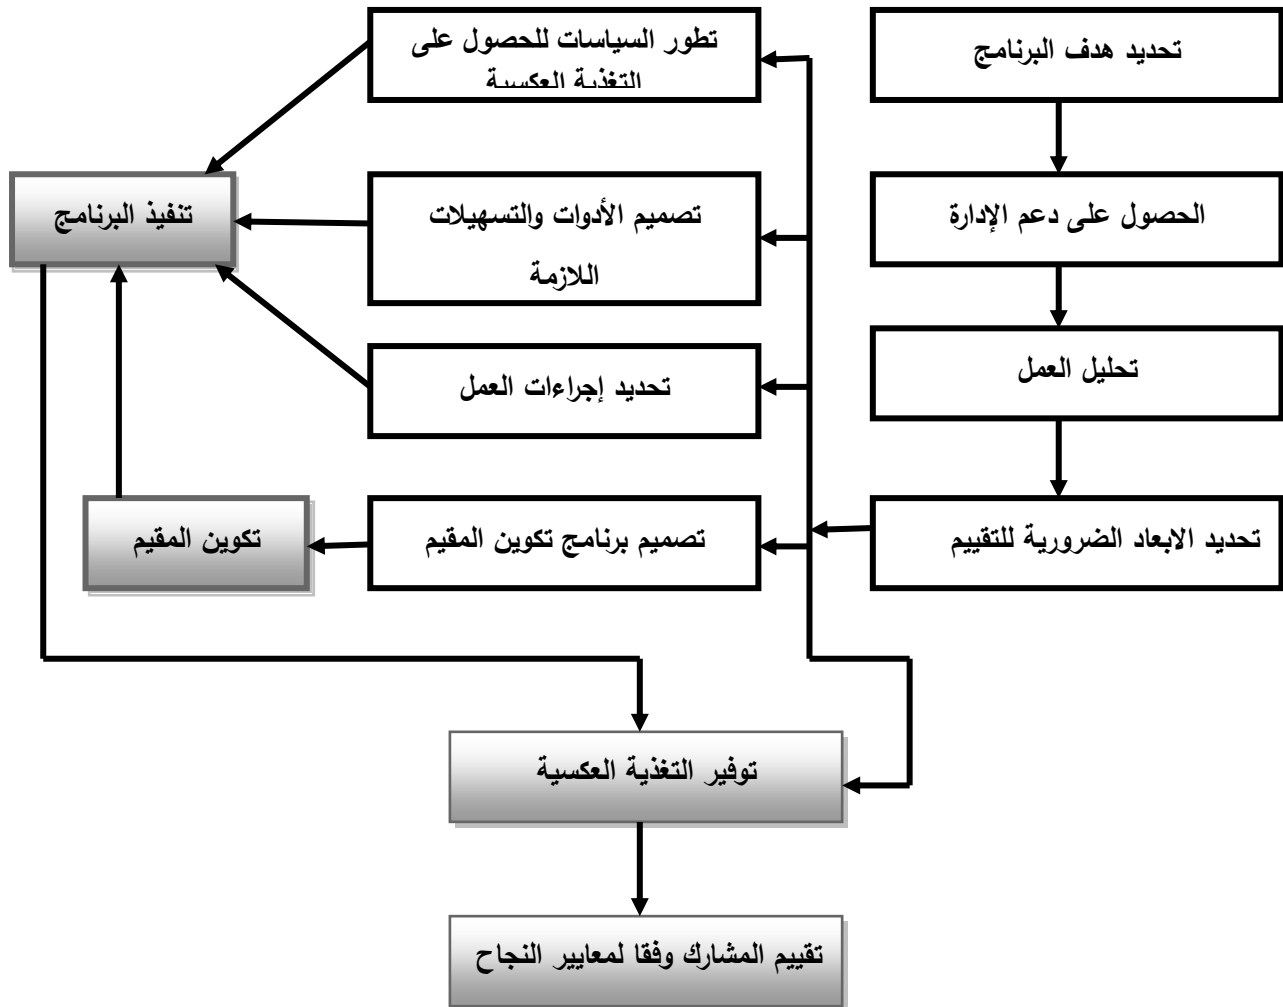 تحديد هدف البرنامج
الحصول على دعم الإدارة
تحليل العمل
تحديد الابعاد الضرورية للتقييم
تطور السياسات للحصول على
التغذية العكسية
تصميم الأدوات والتسهيلات
اللازمة
تحديد إجراءات العمل
تصميم برنامج تكوين المقيم
تكوين المقيم
تنفيذ البرنامج
توفير التغذية العكسية
تقييم المشارك وفقا لمعايير النجاح